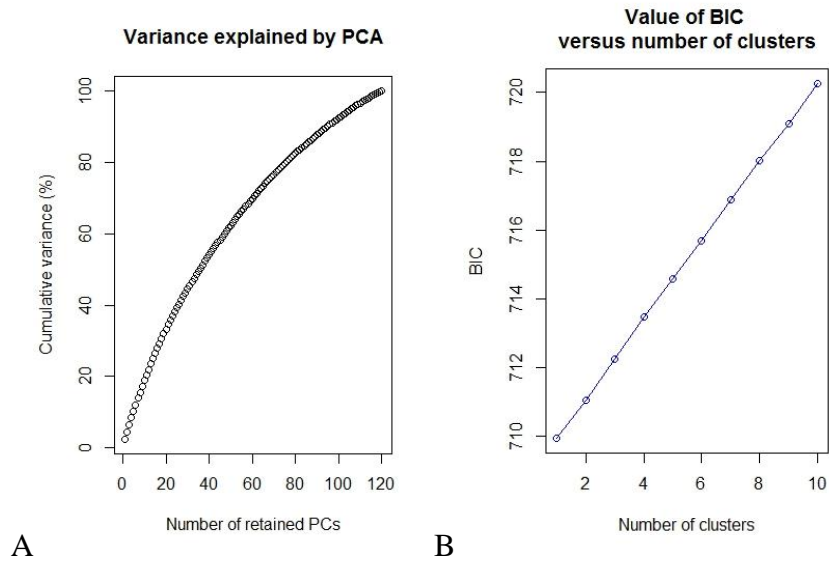 Variance explained by PCA
Cumulative variance (%)
100
80
60
40
20
0
0 20 40 60 80 100 120
Number of retained PCs
A
Value of BIC
versus number of clusters
BIC
720
718
716
714
712
710
2 4 6 8 10
Number of clusters
B